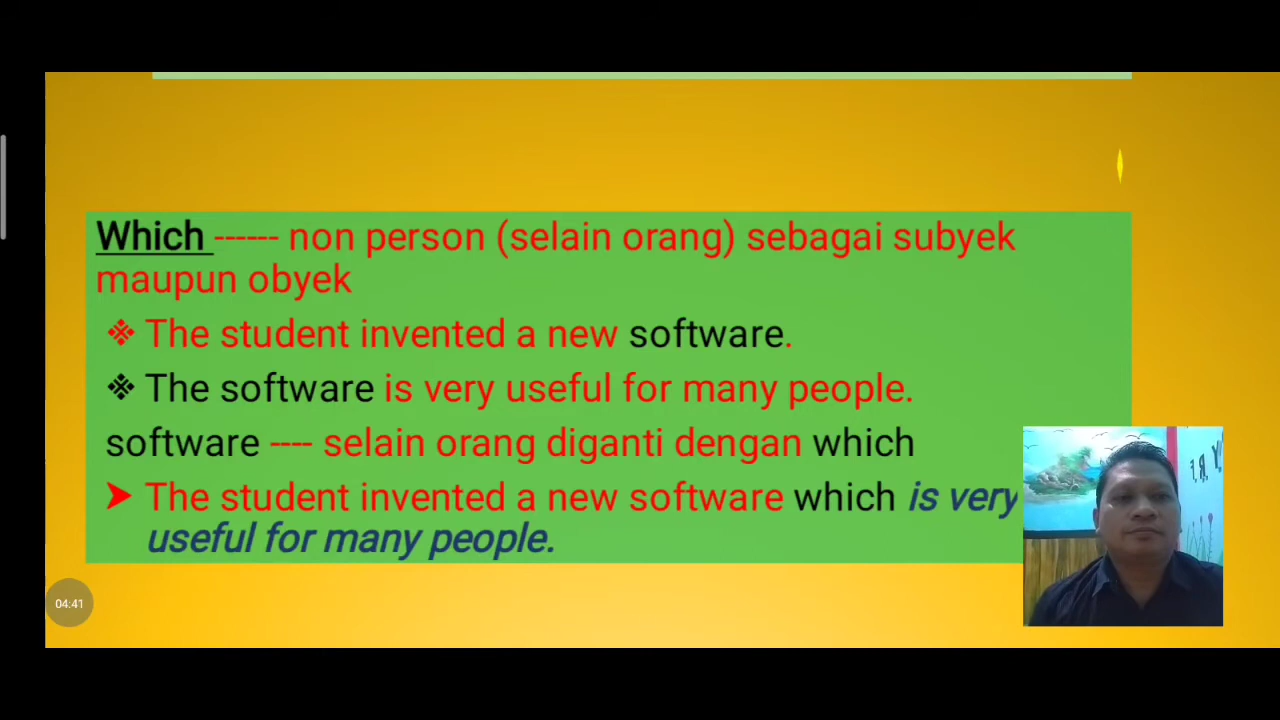 Which ------ non person (selain orang) sebagai subyek
maupun obyek
❖ The student invented a new software.
❖ The software is very useful for many people.
software ---- selain orang diganti dengan which
➤ The student invented a new software which is very
useful for many people.
04:41